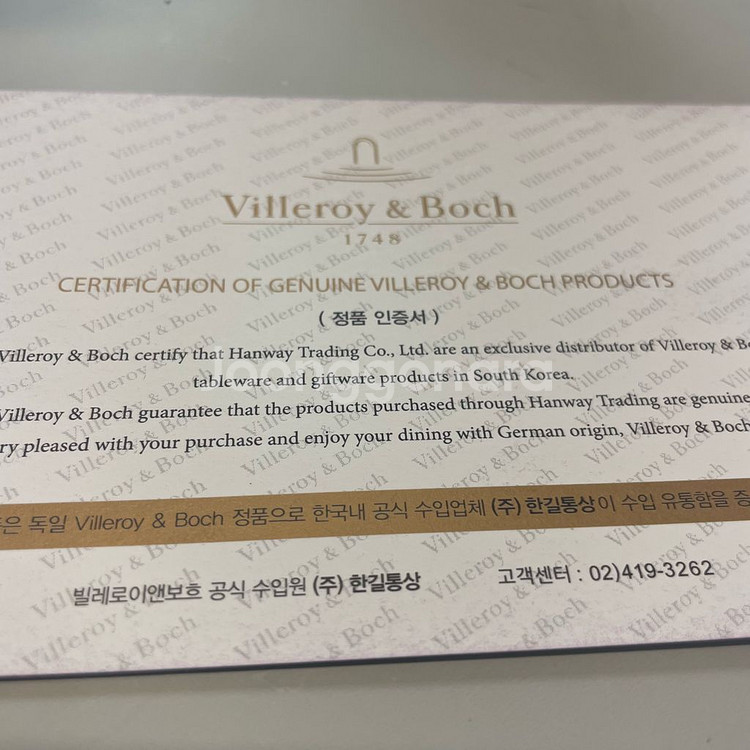 Villeroy & Boch
1748
CERTIFICATION OF GENUINE VILLEROY & BOCH PRODUCTS
( 정품 인증서 )
Villeroy & Boch certify that Hanway Trading Co., Ltd. are an exclusive distributor of Villeroy & B
tableware and giftware products in South Korea.
Villeroy & Boch guarantee that the products purchased through Hanway Trading are genuine
ry pleased with your purchase and enjoy your dining with German origin, Villeroy & Boch
은 독일 Villeroy & Boch 정품으로 한국내 공식 수입업체 (주) 한길통상이 수입 유통함을 증
빌레로이앤보흐 공식 수입원 (주) 한길통상
고객센터 : 02)419-3262